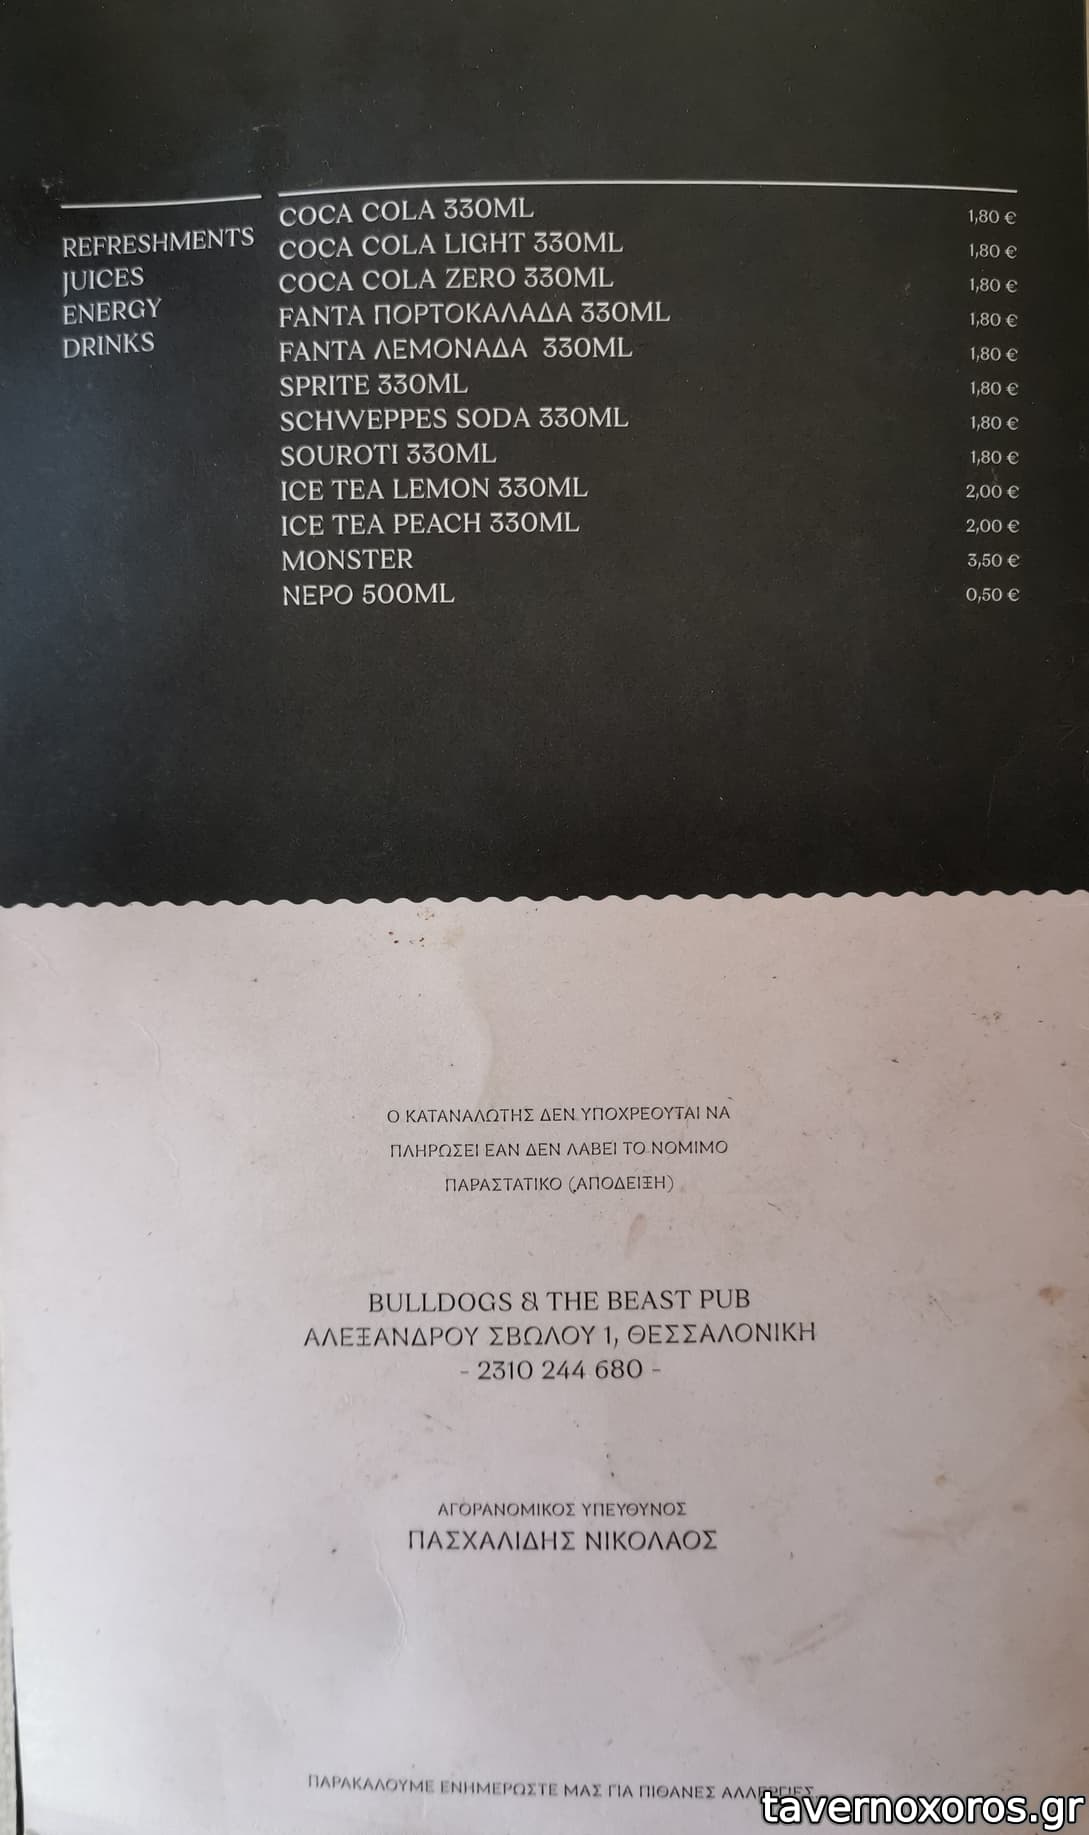 REFRESHMENTS
JUICES
ENERGY
DRINKS
COCA COLA 330ML 1,80 €
COCA COLA LIGHT 330ML 1,80 €
COCA COLA ZERO 330ML 1,80 €
FANTA ΠΟΡΤΟΚΑΛΑΔΑ 330ML 1,80 €
FANTA ΛΕΜΟΝΑΔΑ 330ML 1,80 €
SPRITE 330ML 1,80 €
SCHWEPPES SODA 330ML 1,80 €
SOUROTI 330ML 1,80 €
ICE TEA LEMON 330ML 2,00 €
ICE TEA PEACH 330ML 2,00 €
MONSTER 3,50 €
ΝΕΡΟ 500ML 0,50 €
Ο ΚΑΤΑΝΑΛΩΤΗΣ ΔΕΝ ΥΠΟΧΡΕΟΥΤΑΙ ΝΑ
ΠΛΗΡΩΣΕΙ ΕΑΝ ΔΕΝ ΛΑΒΕΙ ΤΟ ΝΟΜΙΜΟ
ΠΑΡΑΣΤΑΤΙΚΟ (ΑΠΟΔΕΙΞΗ)
BULLDOGS & THE BEAST PUB
ΑΛΕΞΑΝΔΡΟΥ ΣΒΩΛΟΥ 1, ΘΕΣΣΑΛΟΝΙΚΗ
- 2310 244 680 -
ΑΓΟΡΑΝΟΜΙΚΟΣ ΥΠΕΥΘΥΝΟΣ
ΠΑΣΧΑΛΙΔΗΣ ΝΙΚΟΛΑΟΣ
ΠΑΡΑΚΑΛΟΥΜΕ ΕΝΗΜΕΡΩΣΤΕ ΜΑΣ ΓΙΑ ΠΙΘΑΝΕΣ ΑΛΛΕΡΓΙΕΣ
tavernoxoros.gr